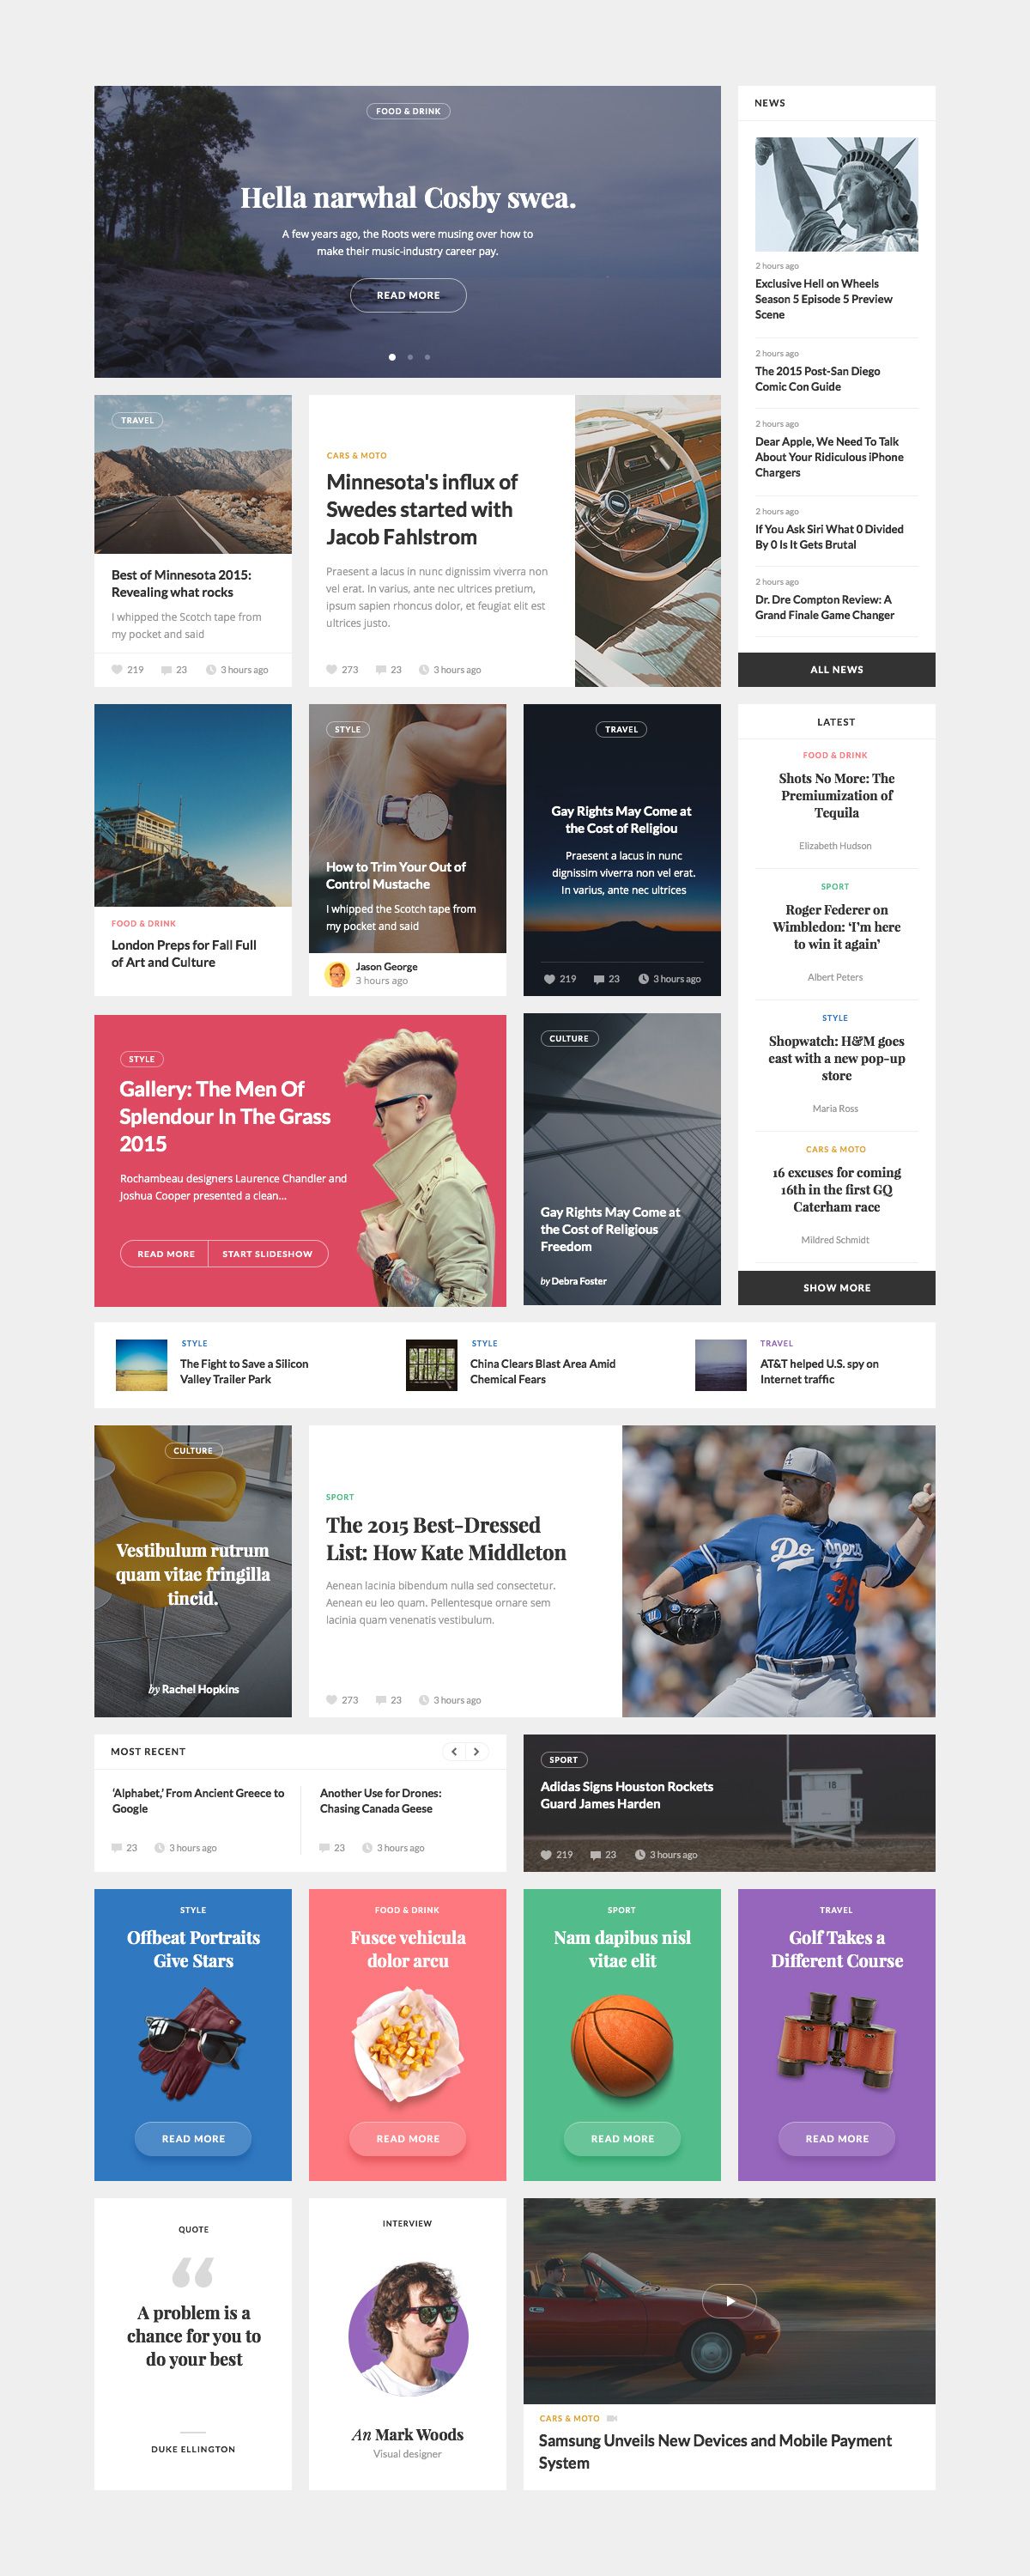 FOOD & DRINK
Hella narwhal Cosby swea.
A few years ago, the Roots were musing over how to
make their music-industry career pay.
READ MORE
NEWS
2 hours ago
Exclusive Hell on Wheels
Season 5 Episode 5 Preview
Scene
2 hours ago
The 2015 Post-San Diego
Comic Con Guide
2 hours ago
Dear Apple, We Need To Talk
About Your Ridiculous iPhone
Chargers
2 hours ago
If You Ask Siri What 0 Divided
By 0 Is It Gets Brutal
2 hours ago
Dr. Dre Compton Review: A
Grand Finale Game Changer
ALL NEWS
TRAVEL
Best of Minnesota 2015:
Revealing what rocks
I whipped the Scotch tape from
my pocket and said
219 23 3 hours ago
CARS & MOTO
Minnesota's influx of
Swedes started with
Jacob Fahlstrom
Praesent a lacus in nunc dignissim viverra non
vel erat. In varius, ante nec ultrices pretium,
ipsum sapien rhoncus dolor, et feugiat elit est
ultrices justo.
273 23 3 hours ago
FOOD & DRINK
London Preps for Fall Full
of Art and Culture
STYLE
How to Trim Your Out of
Control Mustache
I whipped the Scotch tape from
my pocket and said
Jason George
3 hours ago
TRAVEL
Gay Rights May Come at
the Cost of Religiou
Praesent a lacus in nunc
dignissim viverra non vel erat.
In varius, ante nec ultrices
219 23 3 hours ago
LATEST
FOOD & DRINK
Shots No More: The
Premiumization of
Tequila
Elizabeth Hudson
SPORT
Roger Federer on
Wimbledon: ‘I’m here
to win it again’
Albert Peters
STYLE
Shopwatch: H&M goes
east with a new pop-up
store
Maria Ross
CARS & MOTO
16 excuses for coming
16th in the first GQ
Caterham race
Mildred Schmidt
SHOW MORE
STYLE
Gallery: The Men Of
Splendour In The Grass
2015
Rochambeau designers Laurence Chandler and
Joshua Cooper presented a clean...
READ MORE START SLIDESHOW
CULTURE
Gay Rights May Come at
the Cost of Religious
Freedom
by Debra Foster
STYLE
The Fight to Save a Silicon
Valley Trailer Park
STYLE
China Clears Blast Area Amid
Chemical Fears
TRAVEL
AT&T helped U.S. spy on
Internet traffic
CULTURE
Vestibulum rutrum
quam vitae fringilla
tincid.
by Rachel Hopkins
SPORT
The 2015 Best-Dressed
List: How Kate Middleton
Aenean lacinia bibendum nulla sed consectetur.
Aenean eu leo quam. Pellentesque ornare sem
lacinia quam venenatis vestibulum.
273 23 3 hours ago
LA
Dodgers
35
MOST RECENT
‘Alphabet,’ From Ancient Greece to
Google
23 3 hours ago
Another Use for Drones:
Chasing Canada Geese
23 3 hours ago
SPORT
Adidas Signs Houston Rockets
Guard James Harden
219 23 3 hours ago
18
STYLE
Offbeat Portraits
Give Stars
READ MORE
FOOD & DRINK
Fusce vehicula
dolor arcu
READ MORE
SPORT
Nam dapibus nisl
vitae elit
READ MORE
TRAVEL
Golf Takes a
Different Course
READ MORE
QUOTE
“
A problem is a
chance for you to
do your best
DUKE ELLINGTON
INTERVIEW
An Mark Woods
Visual designer
CARS & MOTO
Samsung Unveils New Devices and Mobile Payment
System